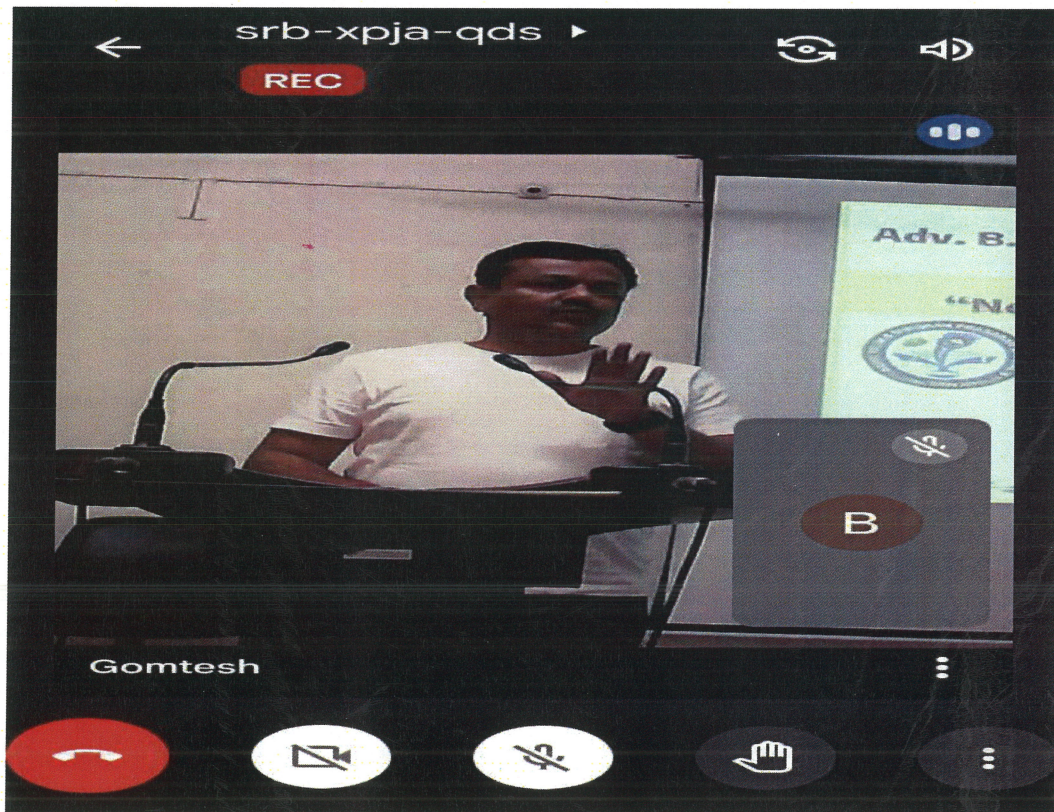 srb-xpja-qds
REC
Adv. B.
“N
B
Gomtesh